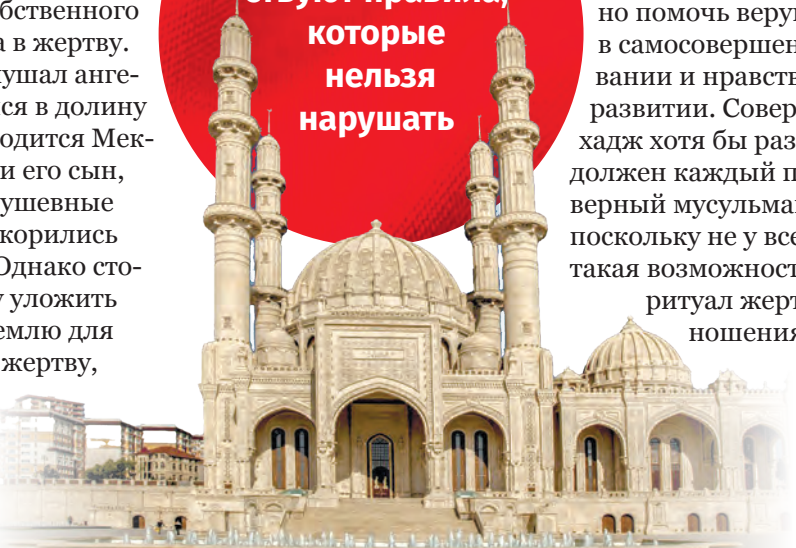 бственного
а в жертву.
ушал анге-
ся в долину
одится Мек-
и его сын,
ушевные
корились
Однако сто-
у уложить
емлю для
жертву,
ствуют правила,
которые
нельзя
нарушать
но помочь веру
в самосовершен
вании и нравств
развитии. Совер
хадж хотя бы раз
должен каждый п
верный мусульма
поскольку не у все
такая возможност
ритуал жерт
ношения